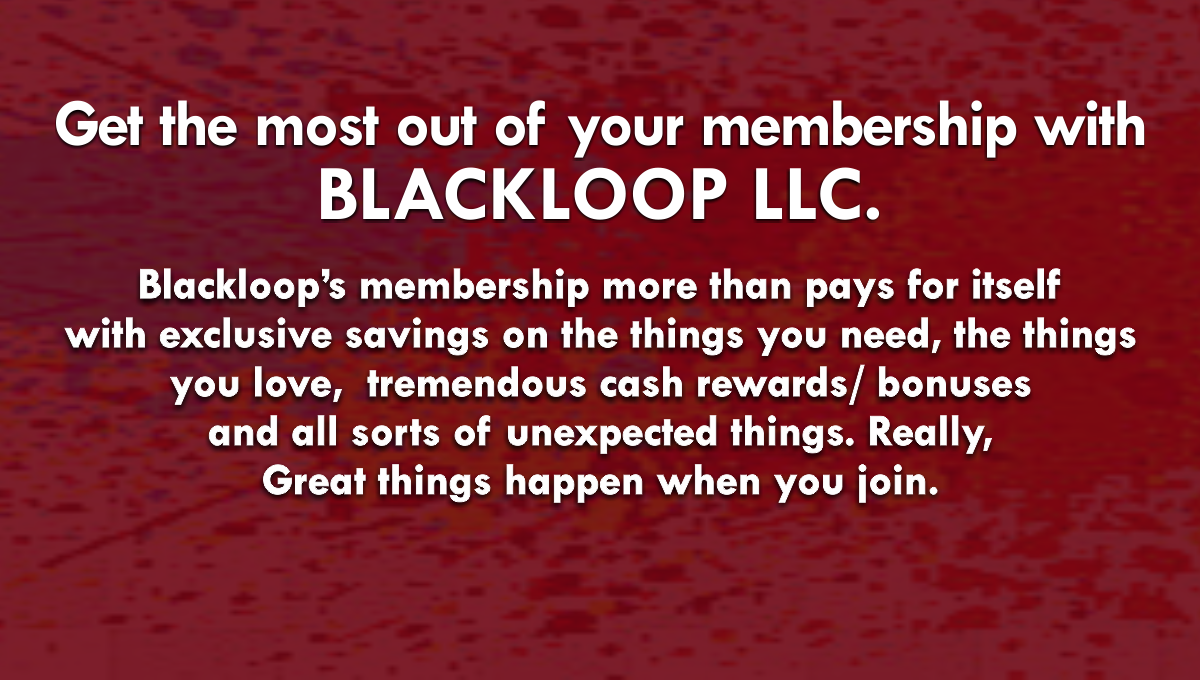 Get the most out of your membership with
BLACKLOOP LLC.
Blackloop’s membership more than pays for itself
with exclusive savings on the things you need, the things
you love,  tremendous cash rewards/ bonuses
and all sorts of unexpected things. Really,
Great things happen when you join.